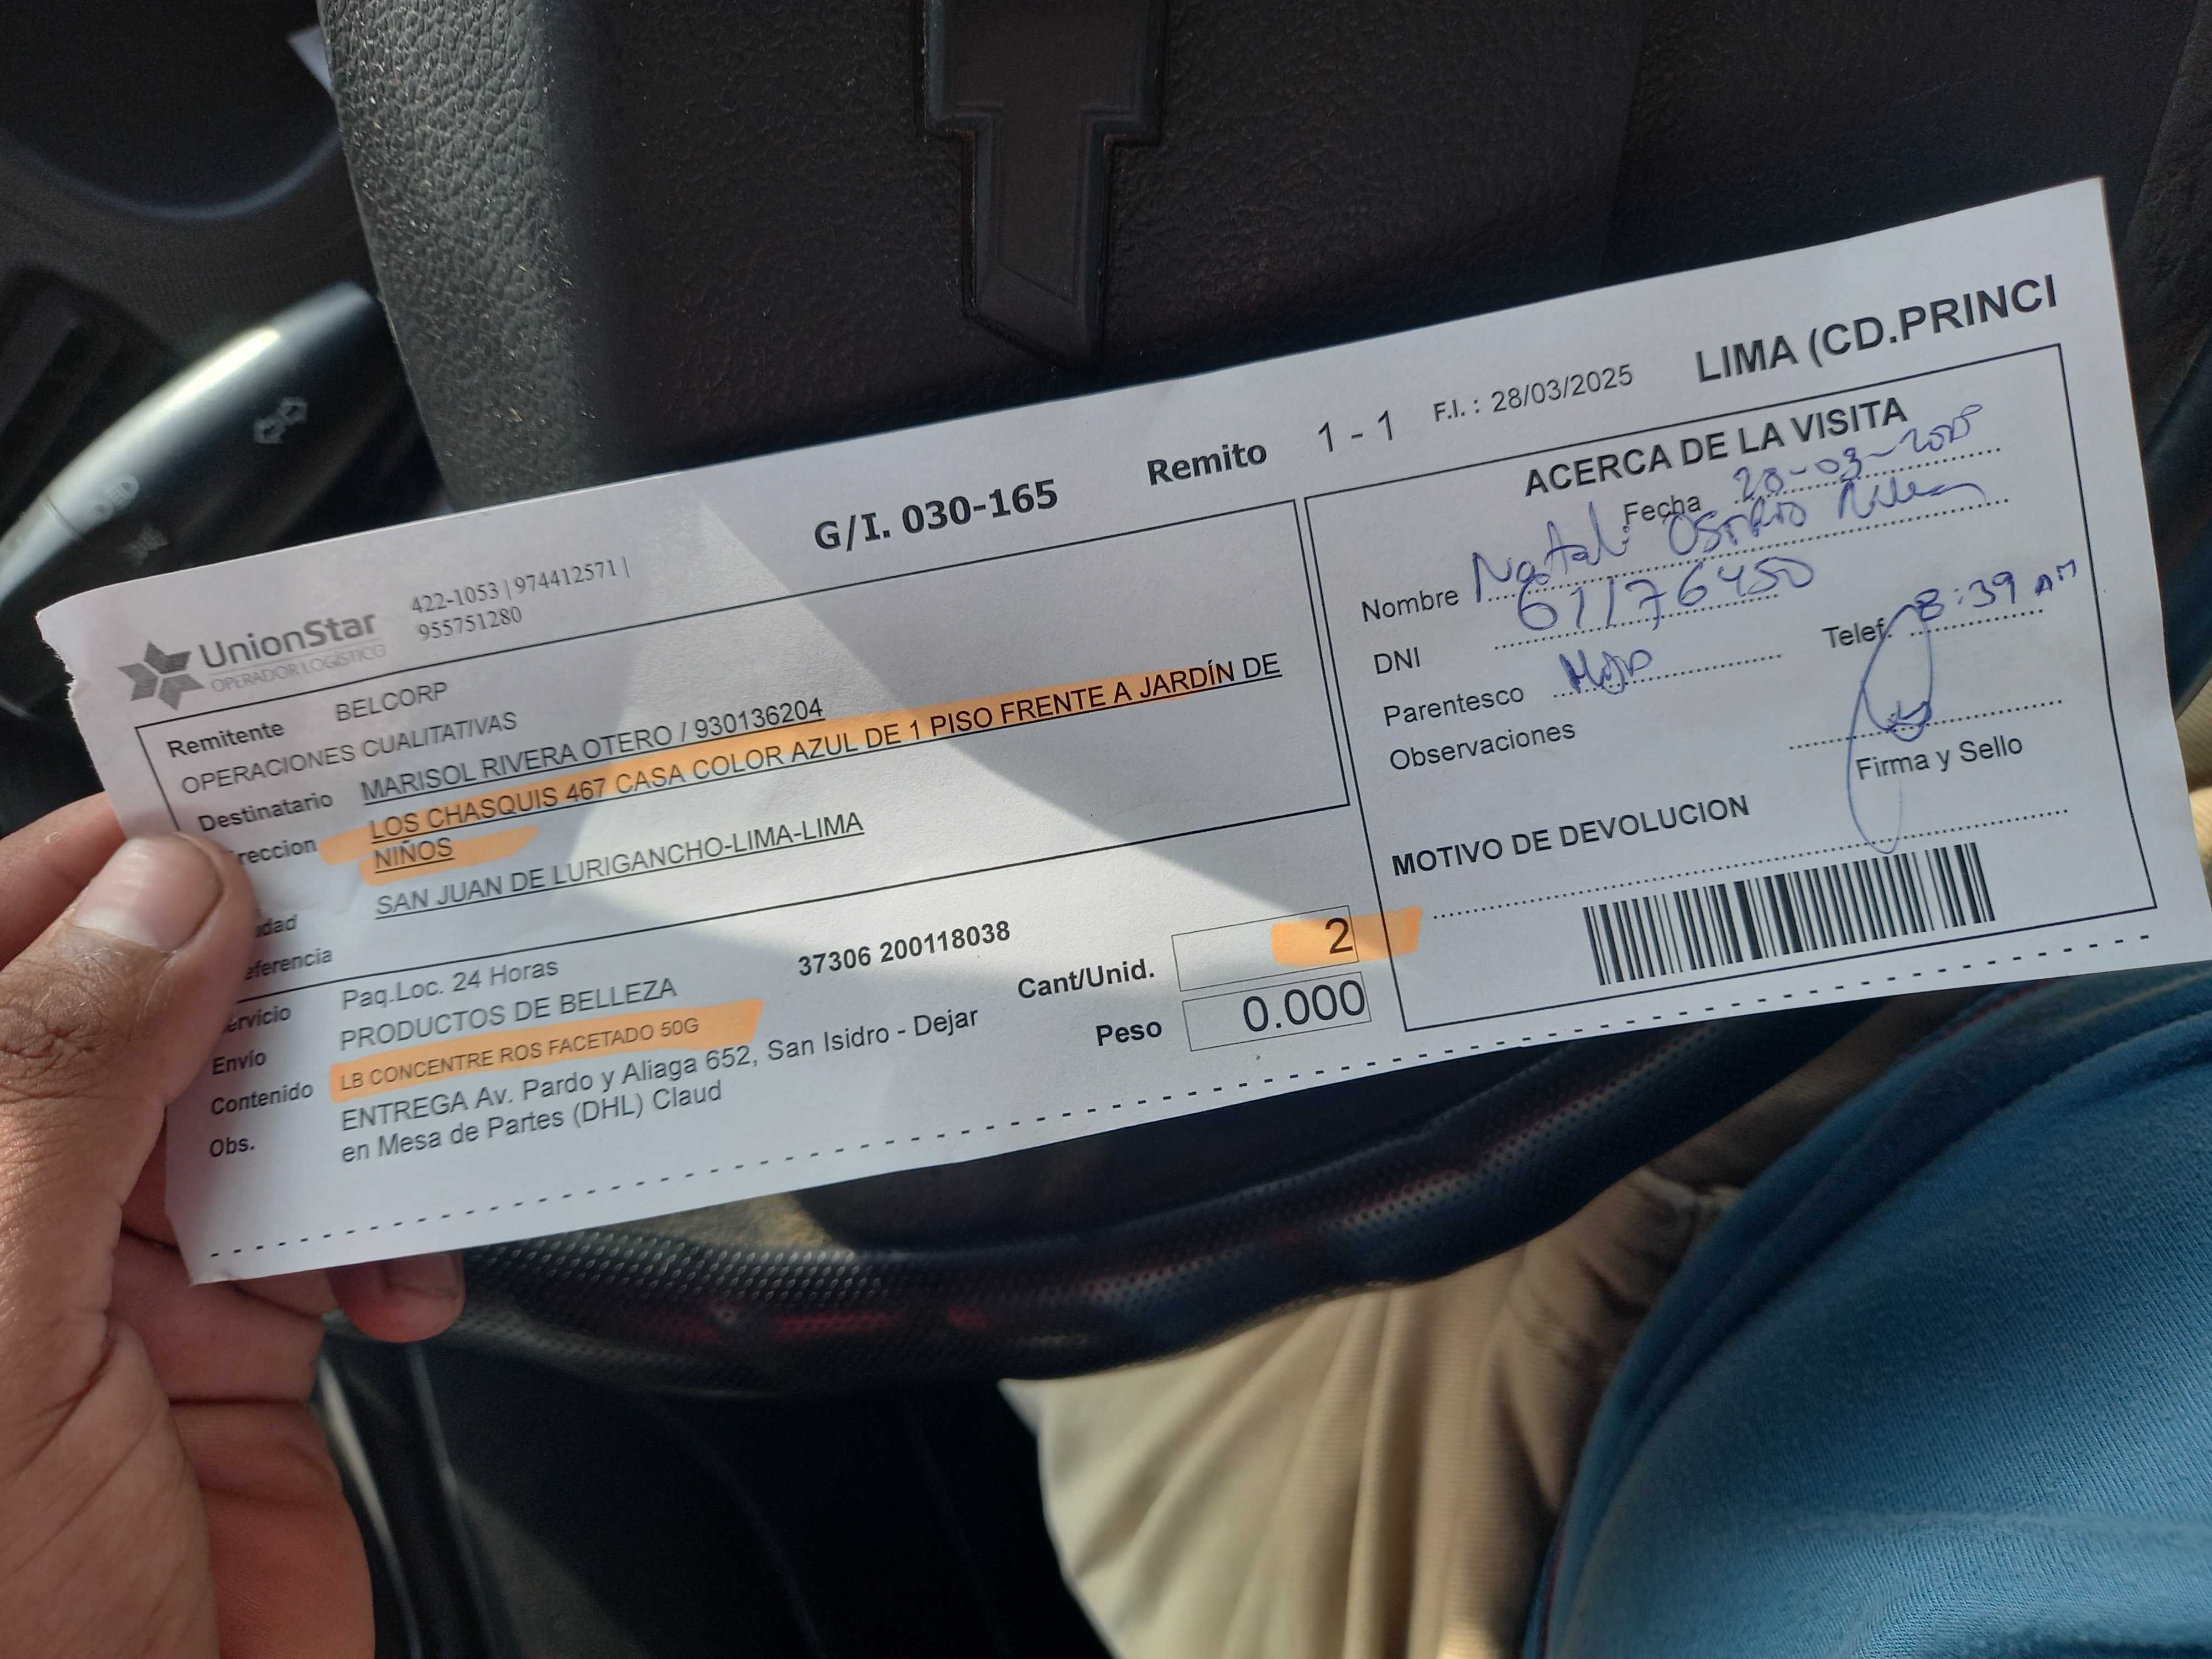 UnionStar
OPERADOR LOGÍSTICO
422-1053 | 974412571 |
955751280
G/I. 030-165
Remito 1 - 1 F.I. : 28/03/2025 LIMA (CD.PRINCI
Remitente BELCORP
OPERACIONES CUALITATIVAS
Destinatario MARISOL RIVERA OTERO / 930136204
reccion LOS CHASQUIS 467 CASA COLOR AZUL DE 1 PISO FRENTE A JARDÍN DE
NIÑOS
udad SAN JUAN DE LURIGANCHO-LIMA-LIMA
eferencia
ervicio Paq.Loc. 24 Horas 37306 200118038
Envío PRODUCTOS DE BELLEZA
Contenido LB CONCENTRE ROS FACETADO 50G
Obs. ENTREGA Av. Pardo y Aliaga 652, San Isidro - Dejar
en Mesa de Partes (DHL) Claud
Cant/Unid. 2
Peso 0.000
ACERCA DE LA VISITA
Fecha 28-03-2025
Nombre Natali Osorio
DNI 61176450
Parentesco Telef. 8:39 AM
Observaciones
Firma y Sello
MOTIVO DE DEVOLUCION